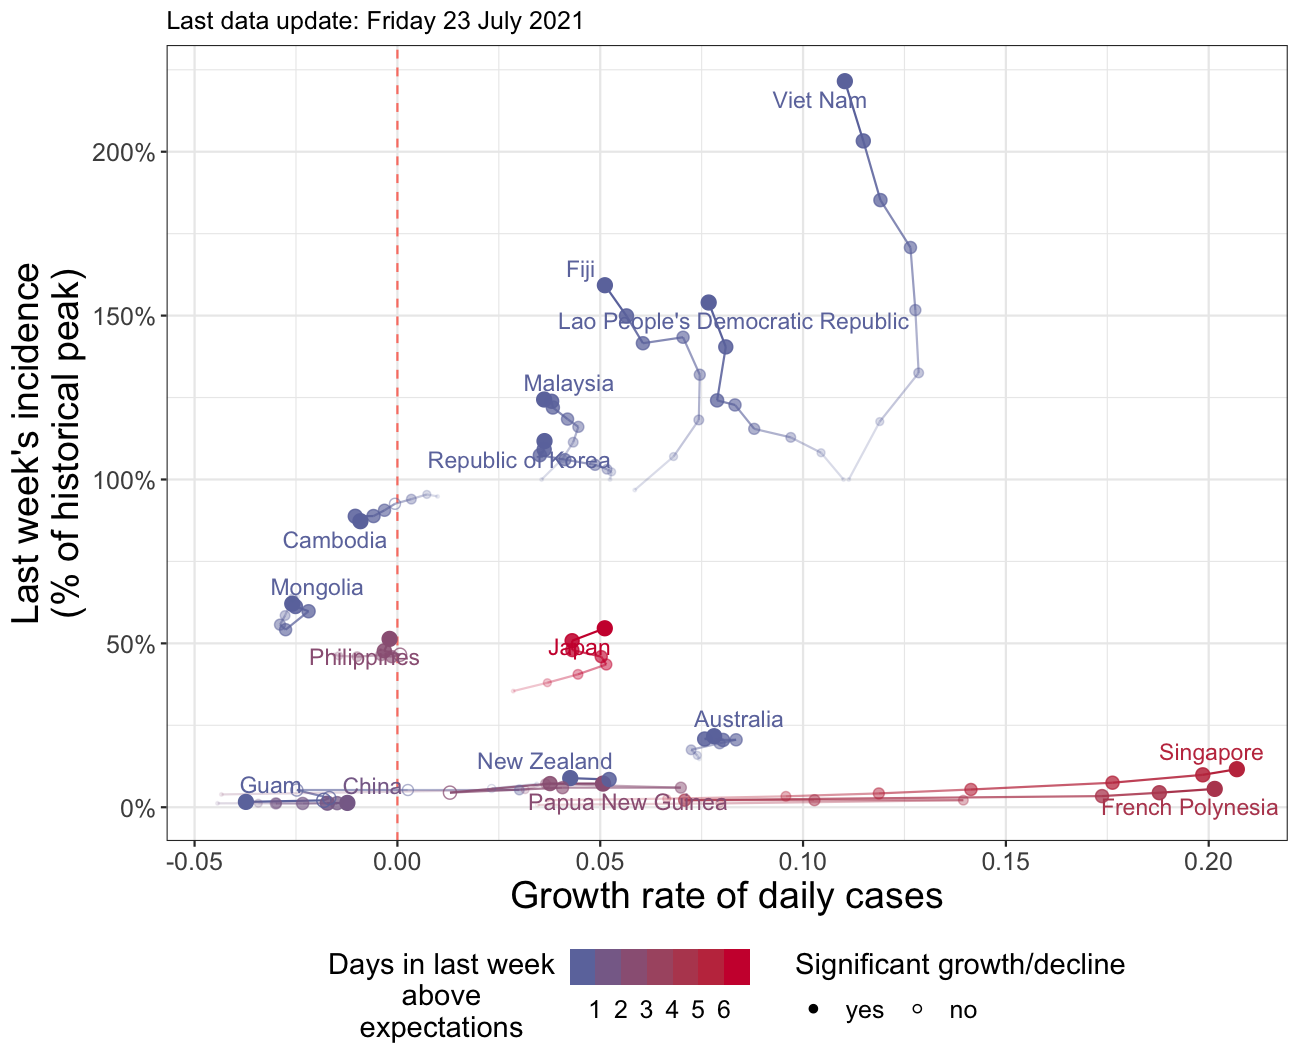 Last data update: Friday 23 July 2021
Last week's incidence
(% of historical peak)
200%
150%
100%
50%
0%
Viet Nam
Fiji
Lao People's Democratic Republic
Malaysia
Republic of Korea
Cambodia
Mongolia
Philippines
Japan
Australia
New Zealand
Singapore
Guam
China
Papua New Guinea
French Polynesia
-0.05 0.00 0.05 0.10 0.15 0.20
Growth rate of daily cases
Days in last week
above
expectations
1 2 3 4 5 6
Significant growth/decline
yes no